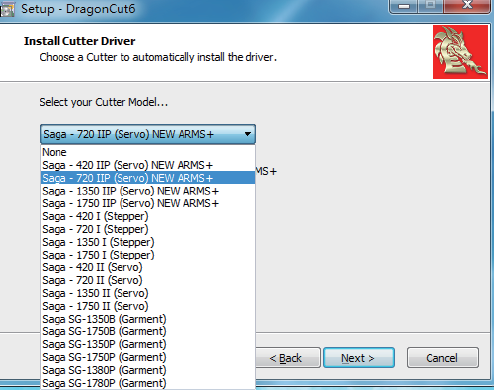 Setup - DragonCut6
Install Cutter Driver
Choose a Cutter to automatically install the driver.
Select your Cutter Model...
Saga - 720 IIP (Servo) NEW ARMS+
None
Saga - 420 IIP (Servo) NEW ARMS+
Saga - 720 IIP (Servo) NEW ARMS+
Saga - 1350 IIP (Servo) NEW ARMS+
Saga - 1750 IIP (Servo) NEW ARMS+
Saga - 420 I (Stepper)
Saga - 720 I (Stepper)
Saga - 1350 I (Stepper)
Saga - 1750 I (Stepper)
Saga - 420 II (Servo)
Saga - 720 II (Servo)
Saga - 1350 II (Servo)
Saga - 1750 II (Servo)
Saga SG-1350B (Garment)
Saga SG-1750B (Garment)
Saga SG-1350P (Garment)
Saga SG-1750P (Garment)
Saga SG-1380P (Garment)
Saga SG-1780P (Garment)
MS+
< Back
Next >
Cancel